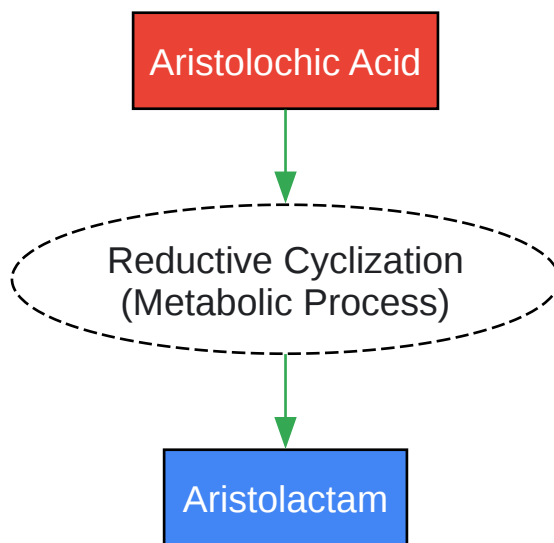 Aristolochic Acid
Reductive Cyclization
(Metabolic Process)
Aristolactam